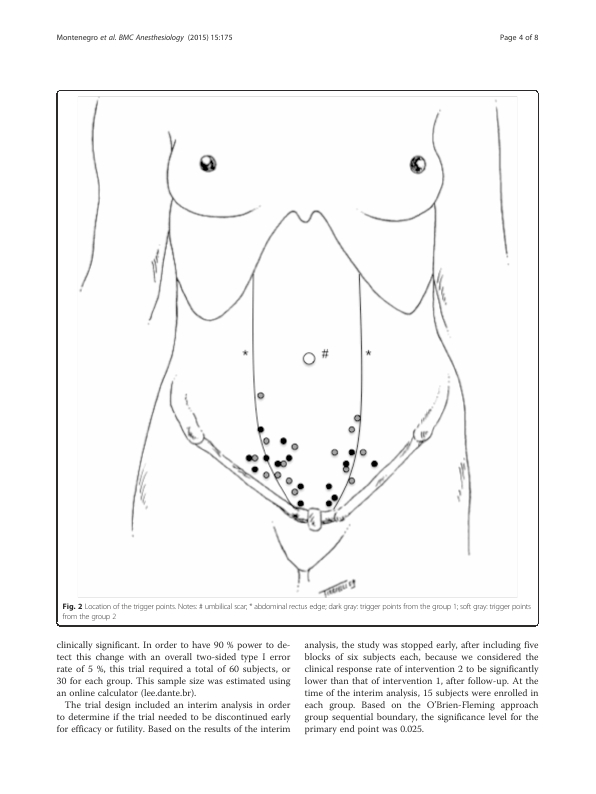 Montenegro et al. BMC Anesthesiology (2015) 15:175
Page 4 of 8
* # *
Fig. 2 Location of the trigger points. Notes: # umbilical scar; * abdominal rectus edge; dark gray: trigger points from the group 1; soft gray: trigger points
from the group 2
clinically significant. In order to have 90 % power to de-
tect this change with an overall two-sided type I error
rate of 5 %, this trial required a total of 60 subjects, or
30 for each group. This sample size was estimated using
an online calculator (lee.dante.br).
The trial design included an interim analysis in order
to determine if the trial needed to be discontinued early
for efficacy or futility. Based on the results of the interim
analysis, the study was stopped early, after including five
blocks of six subjects each, because we considered the
clinical response rate of intervention 2 to be significantly
lower than that of intervention 1, after follow-up. At the
time of the interim analysis, 15 subjects were enrolled in
each group. Based on the O'Brien-Fleming approach
group sequential boundary, the significance level for the
primary end point was 0.025.